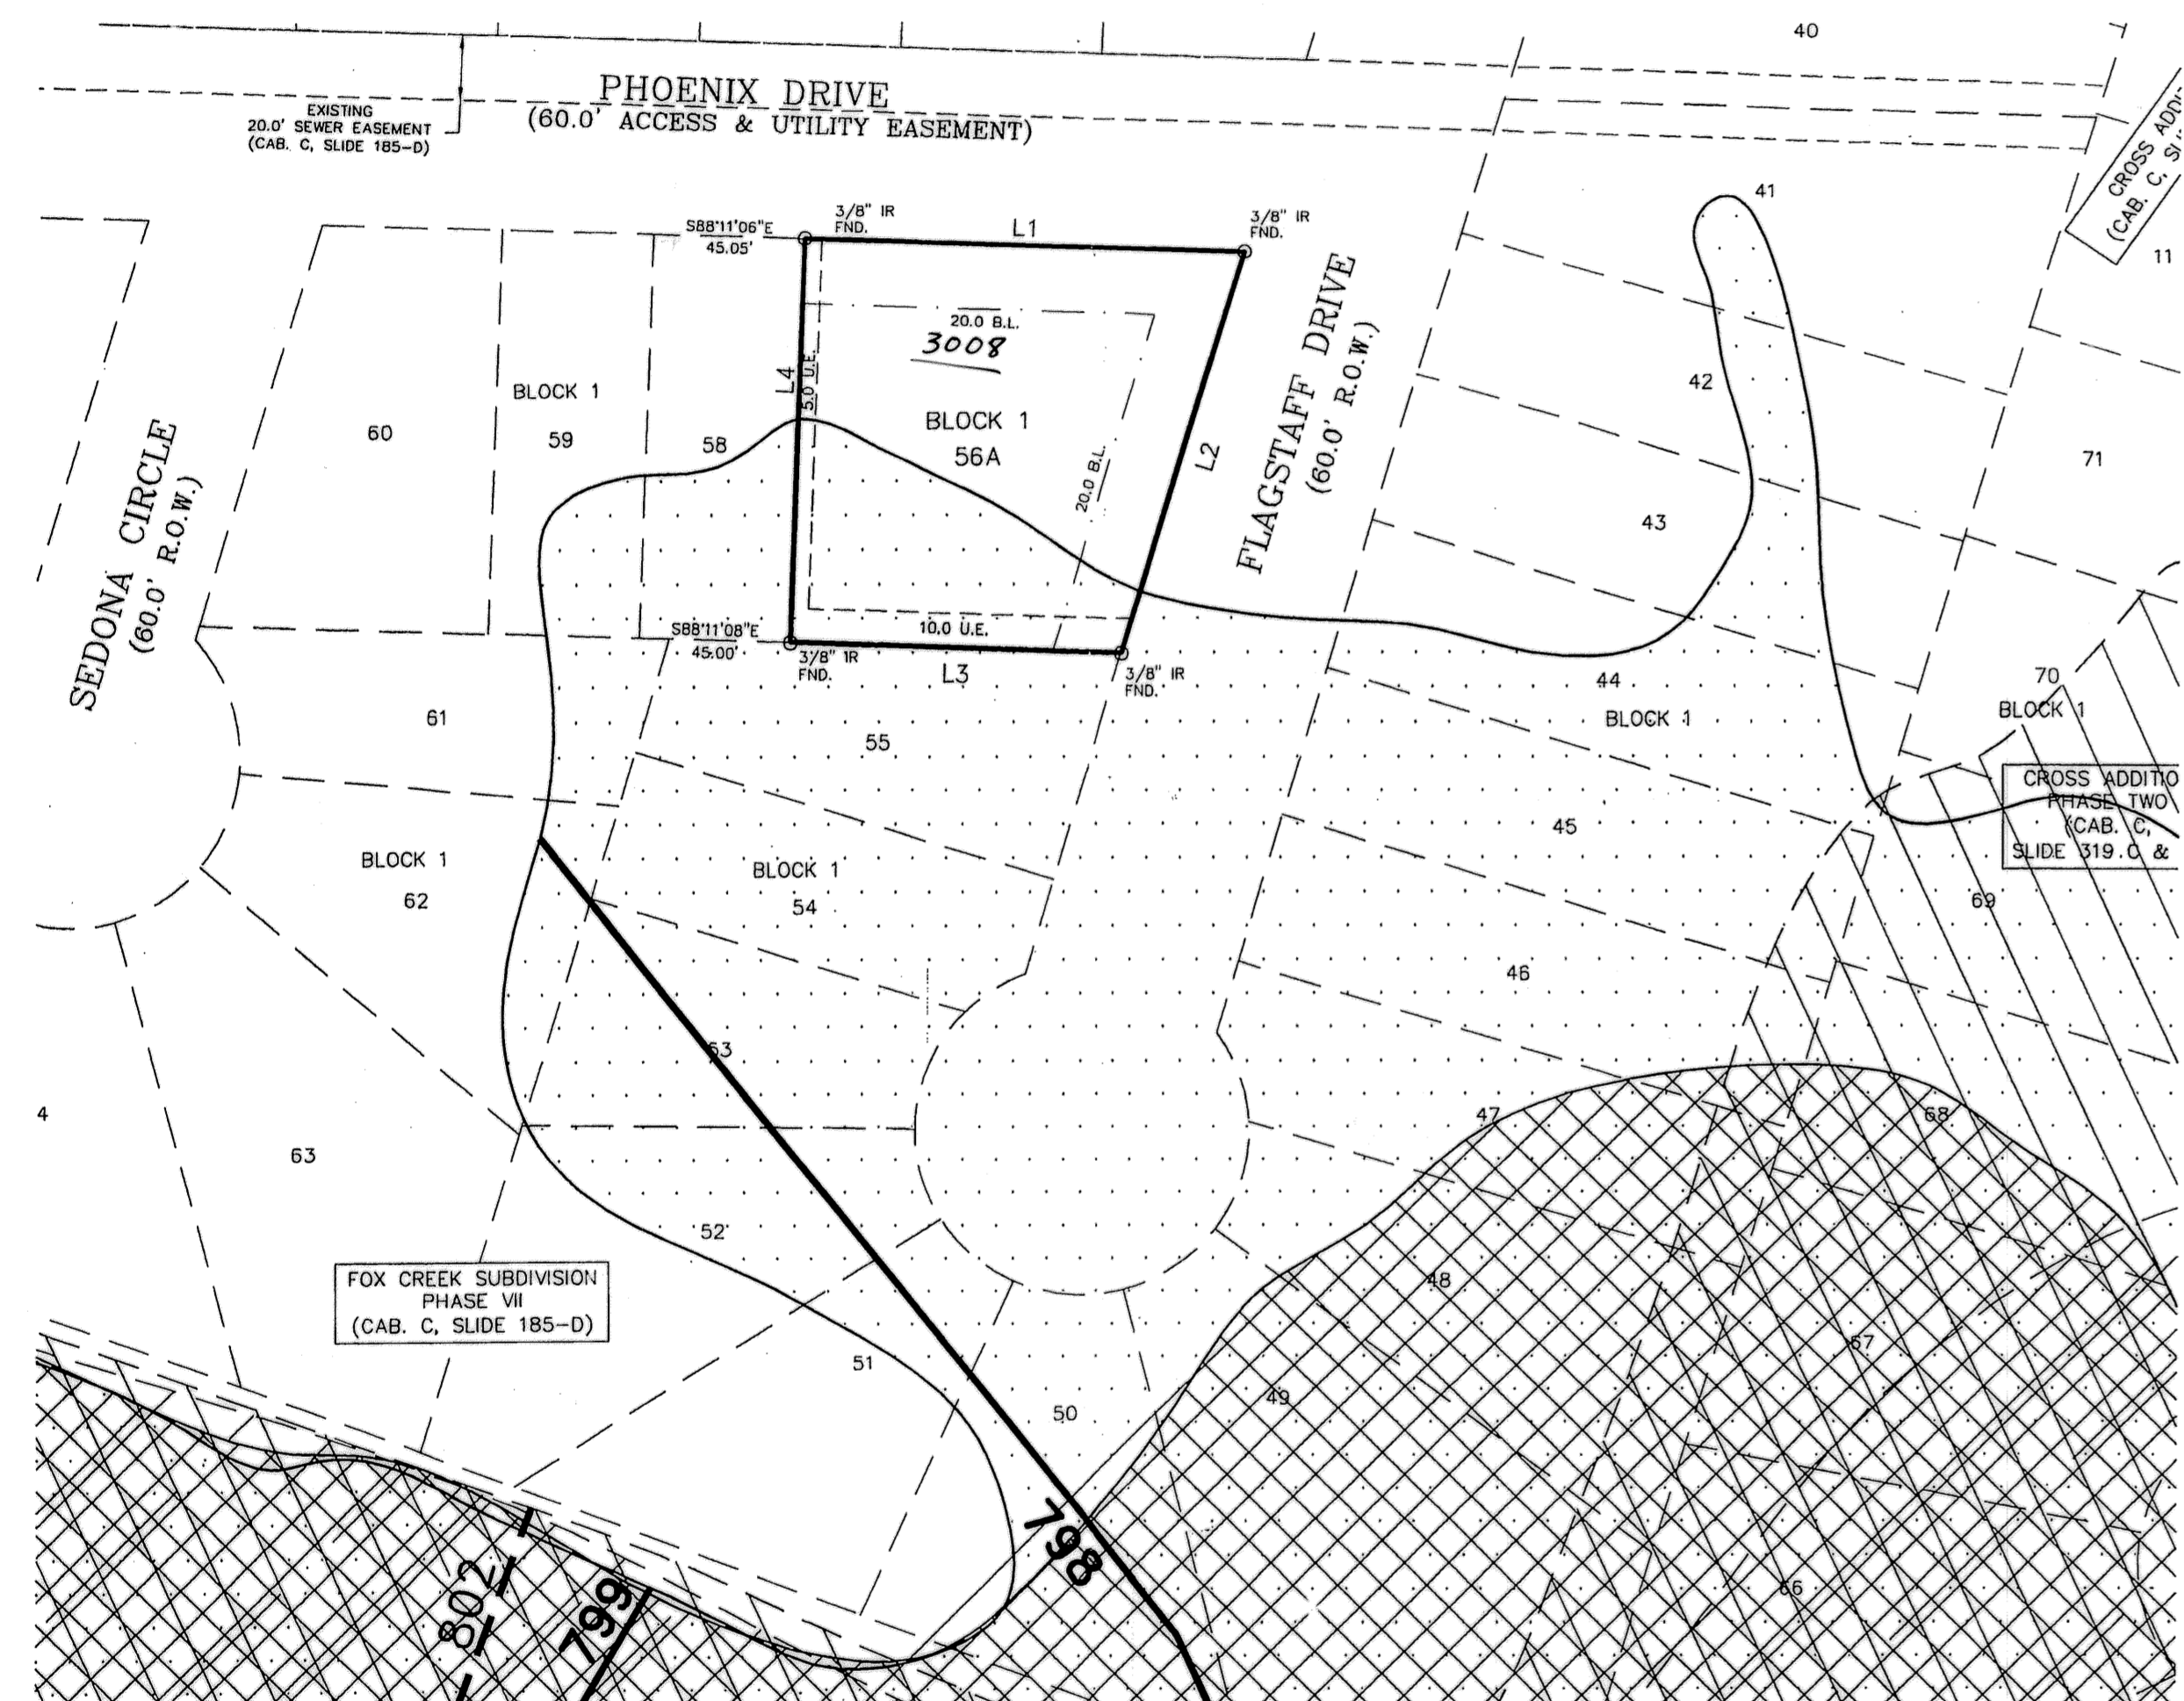 40
PHOENIX DRIVE
(60.0' ACCESS & UTILITY EASEMENT)
EXISTING
20.0' SEWER EASEMENT
(CAB. C, SLIDE 185-D)
CROSS
(CAB. C,
41
11
S88°11'06"E
45.05'
3/8" IR
FND.
L1
3/8" IR
FND.
20.0 B.L.
3008
L4
5.0 U.E.
BLOCK 1
56A
20.0 B.L.
L2
FLAGSTAFF DRIVE
(60.0' R.O.W.)
42
43
71
BLOCK 1
60
59
58
SEDONA CIRCLE
(60.0' R.O.W.)
S88°11'08"E
45.00'
10.0 U.E.
3/8" IR
FND.
L3
3/8" IR
FND.
44
BLOCK 1
70
BLOCK 1
61
55
CROSS ADDITIO
PHASE TWO
(CAB. C,
SLIDE 319.C &
45
BLOCK 1
62
BLOCK 1
54
69
46
53
4
63
47
68
52
48
FOX CREEK SUBDIVISION
PHASE VII
(CAB. C, SLIDE 185-D)
67
51
49
50
798
66
802
799